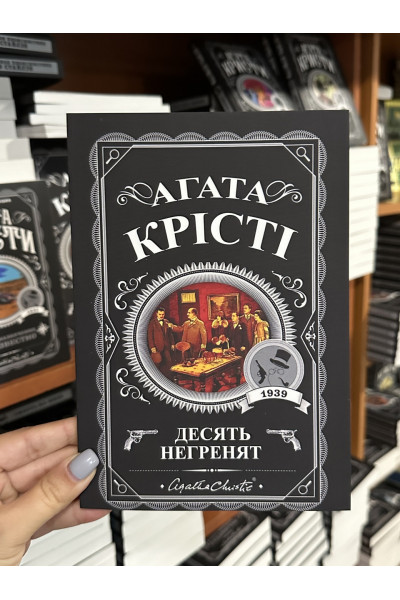 АГАТА
КРІСТІ
1939
ДЕСЯТЬ
НЕГРЕНЯТ
Agatha Christie